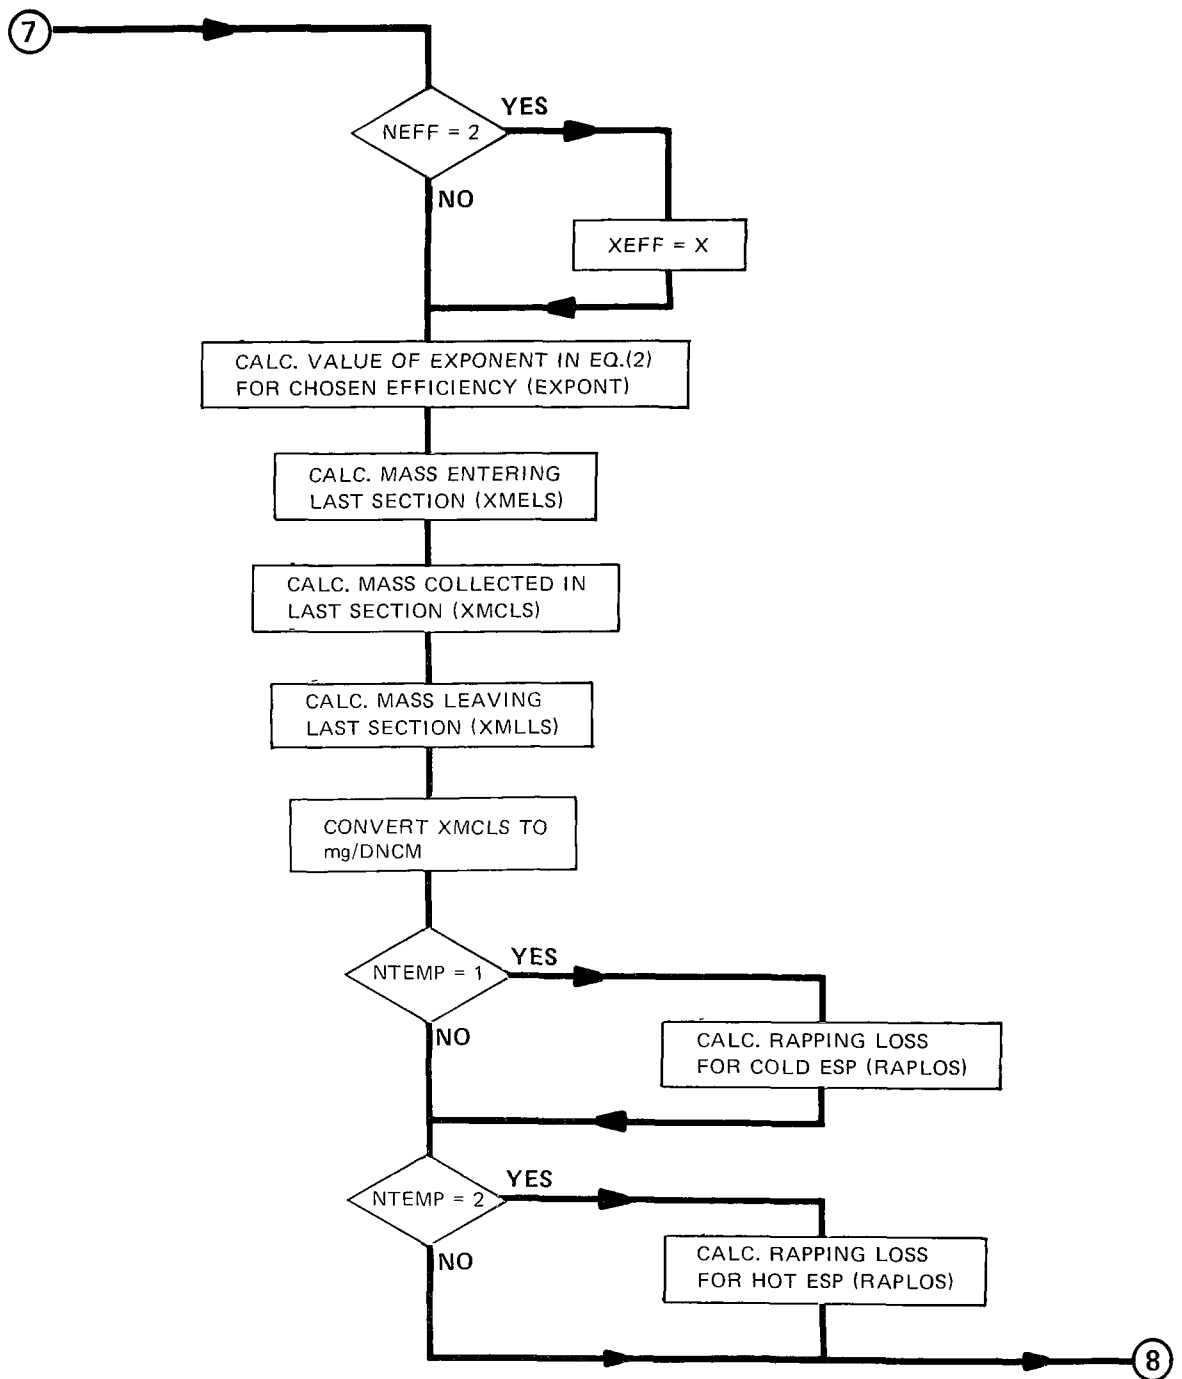 7
NEFF = 2
YES
NO
XEFF = X
CALC. VALUE OF EXPONENT IN EQ.(2)
FOR CHOSEN EFFICIENCY (EXPONT)
CALC. MASS ENTERING
LAST SECTION (XMELS)
CALC. MASS COLLECTED IN
LAST SECTION (XMCLS)
CALC. MASS LEAVING
LAST SECTION (XMLLS)
CONVERT XMCLS TO
mg/DNCM
NTEMP = 1
YES
NO
CALC. RAPPING LOSS
FOR COLD ESP (RAPLOS)
NTEMP = 2
YES
NO
CALC. RAPPING LOSS
FOR HOT ESP (RAPLOS)
8